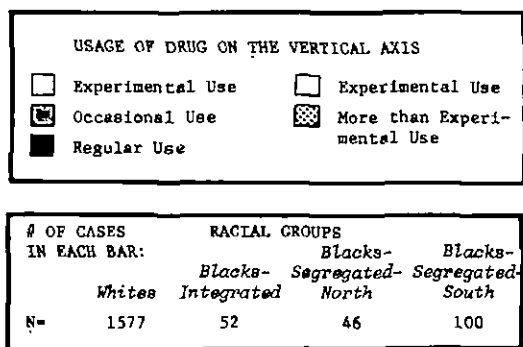 USAGE OF DRUG ON THE VERTICAL AXIS
Experimental Use
Occasional Use
Regular Use
Experimental Use
More than Experi-
mental Use
# OF CASES RACIAL GROUPS
IN EACH BAR: Blacks- Blacks-
Blacks- Segregated- Segregated-
Whites Integrated North South
N= 1577 52 46 100